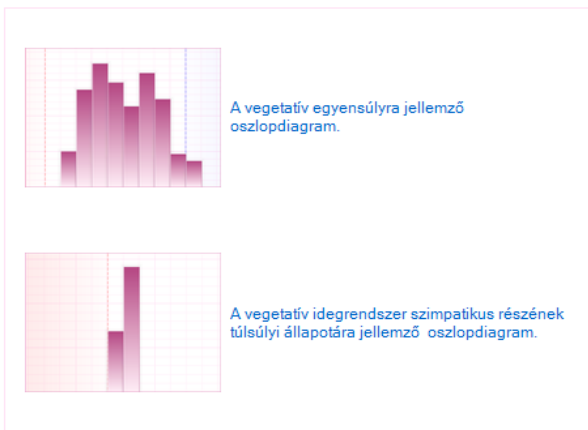 A vegetatív egyensúlyra jellemző
oszlopdiagram.
A vegetatív idegrendszer szimpatikus részének
túlsúlyi állapotára jellemző  oszlopdiagram.